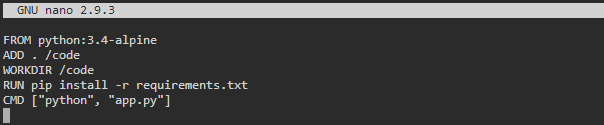 GNU nano 2.9.3
FROM python:3.4-alpine
ADD . /code
WORKDIR /code
RUN pip install -r requirements.txt
CMD ["python", "app.py"]